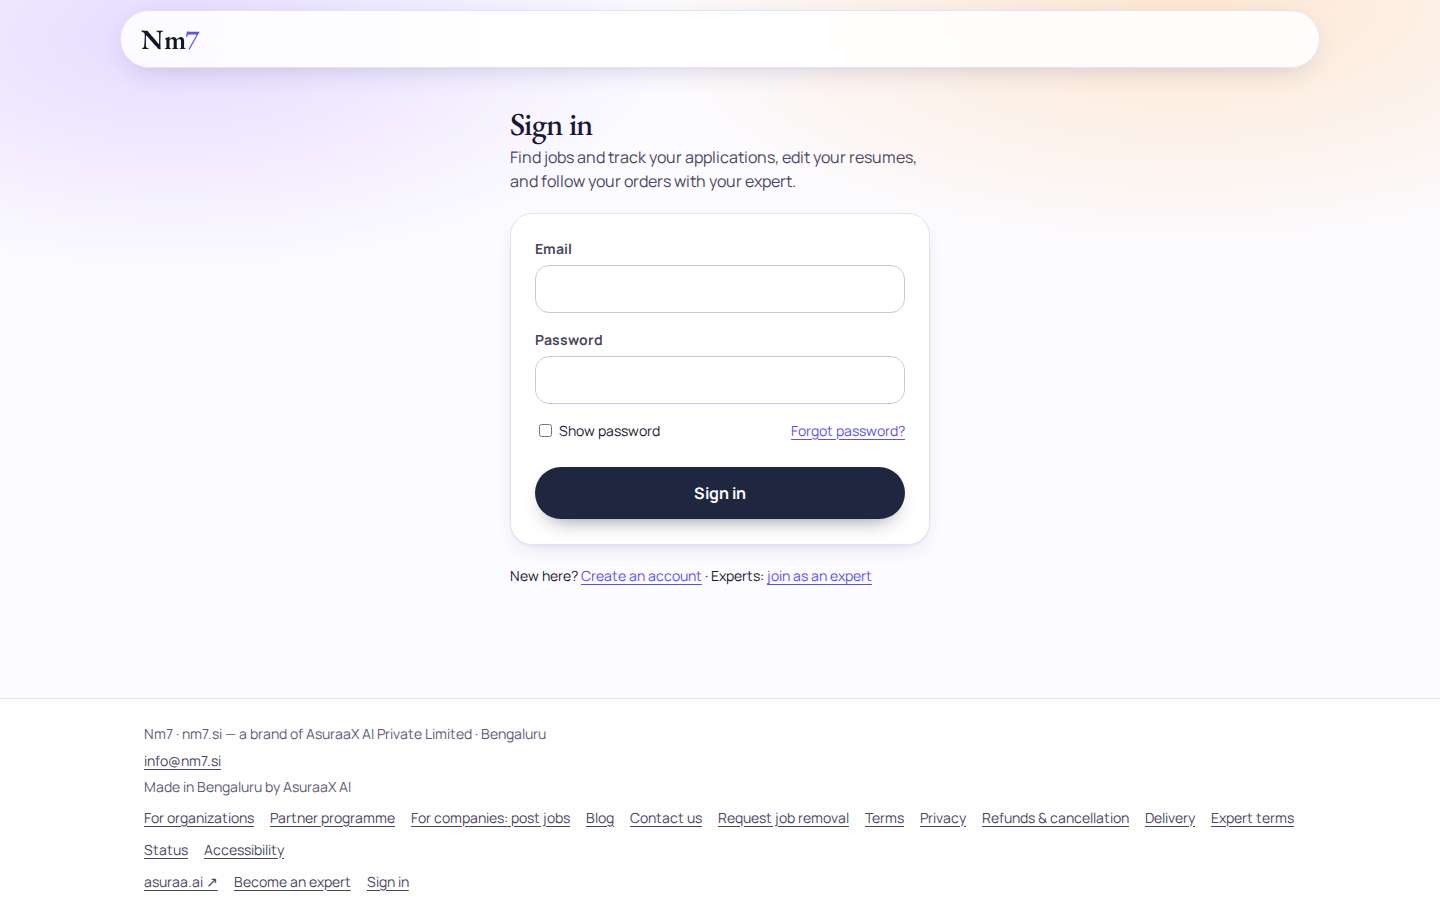 Nm7
Sign in
Find jobs and track your applications, edit your resumes,
and follow your orders with your expert.
Email
Password
Show password Forgot password?
Sign in
New here? Create an account · Experts: join as an expert
Nm7 · nm7.si — a brand of AsuraaX AI Private Limited · Bengaluru
info@nm7.si
Made in Bengaluru by AsuraaX AI
For organizations Partner programme For companies: post jobs Blog Contact us Request job removal Terms Privacy Refunds & cancellation Delivery Expert terms
Status Accessibility
asuraa.ai ↗ Become an expert Sign in